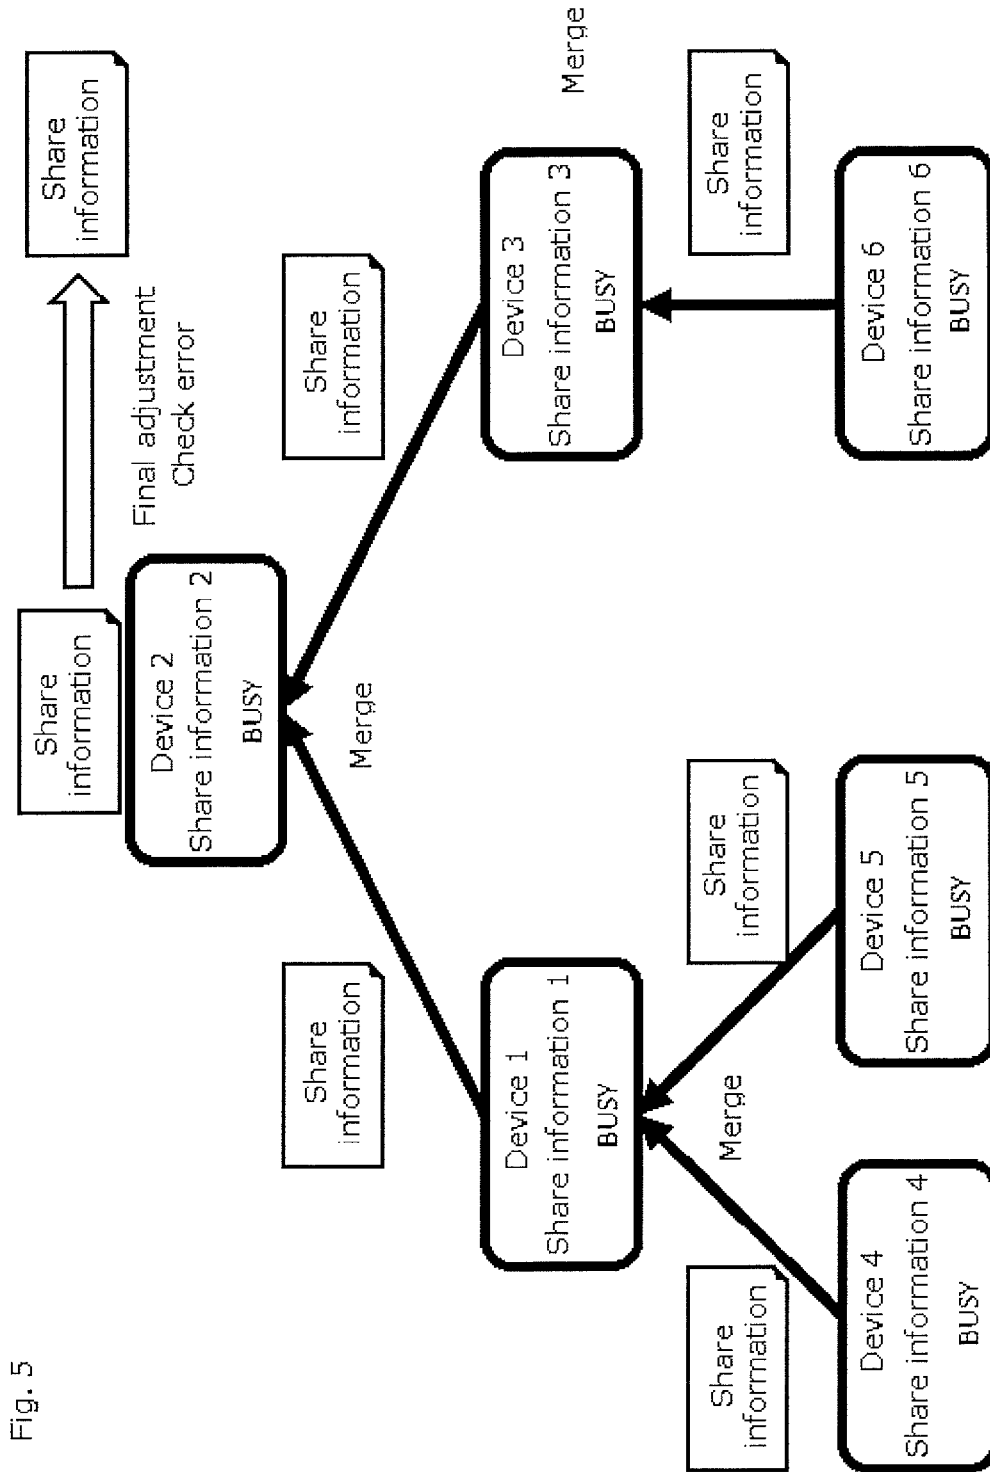 Fig. 5
Share
information
Share
information
Final adjustment
Check error
Device 2
Share information 2
BUSY
Share
information
Merge
Share
information
Device 1
Share information 1
BUSY
Device 3
Share information 3
BUSY
Merge
Share
information
Merge
Share
information
Share
information
Device 4
Share information 4
BUSY
Device 5
Share information 5
BUSY
Device 6
Share information 6
BUSY